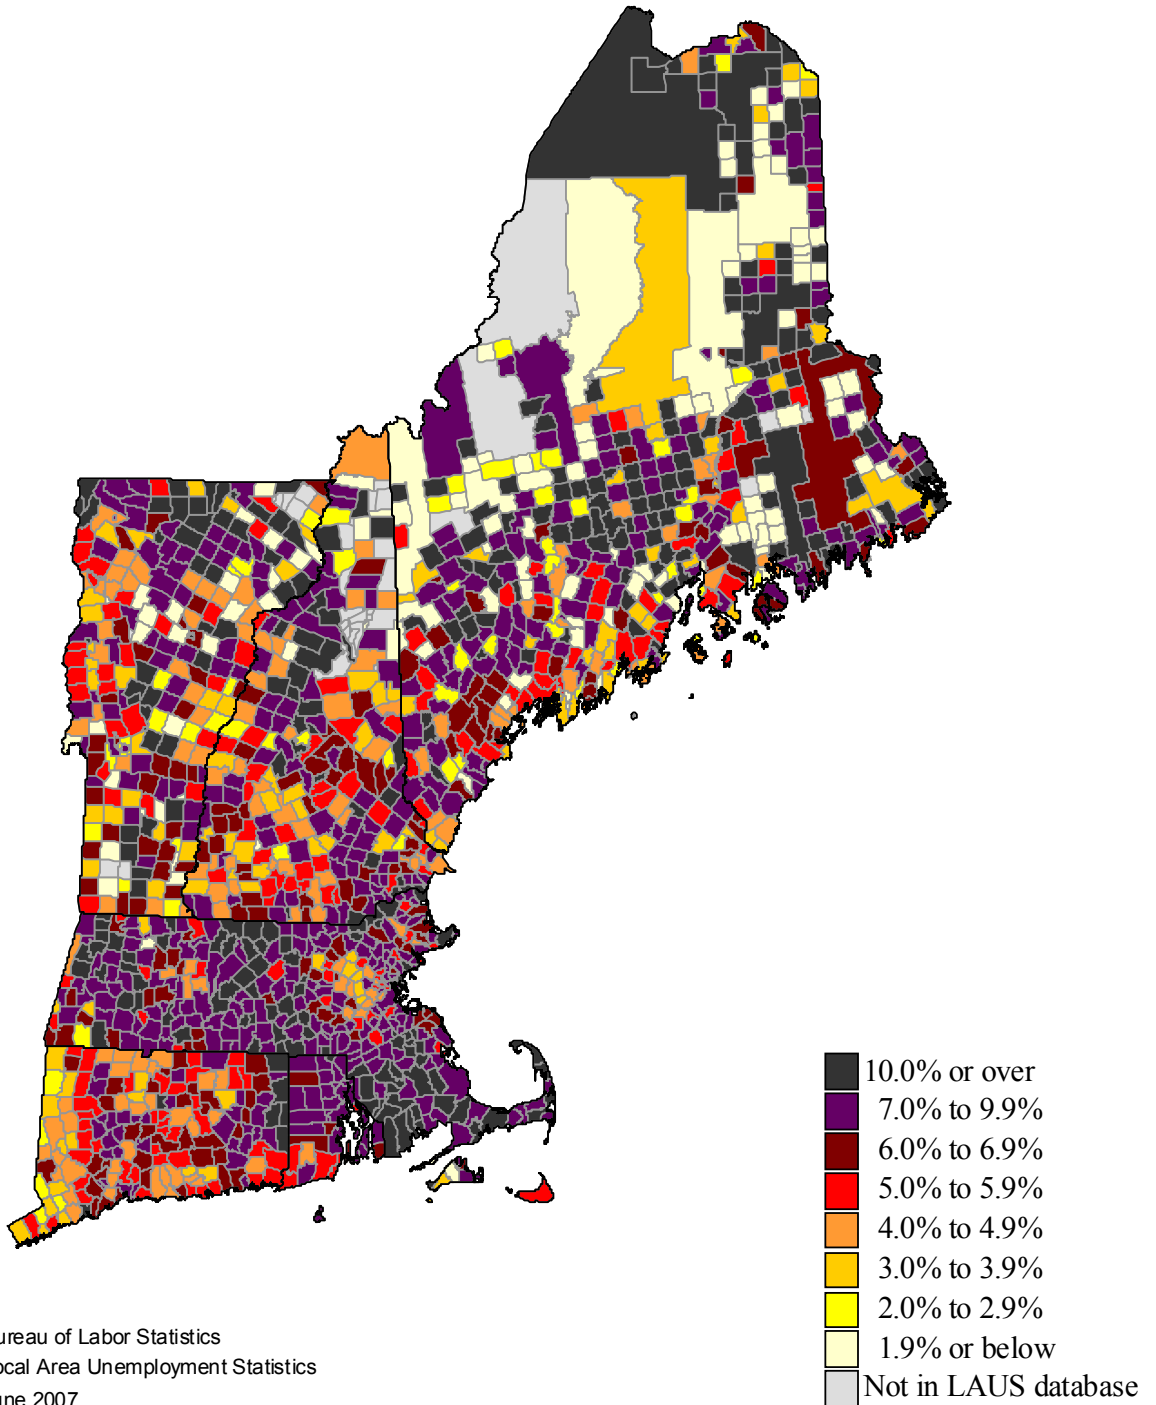 10.0% or over
7.0% to 9.9%
6.0% to 6.9%
5.0% to 5.9%
4.0% to 4.9%
3.0% to 3.9%
2.0% to 2.9%
1.9% or below
Not in LAUS database
ureau of Labor Statistics
ocal Area Unemployment Statistics
une 2007